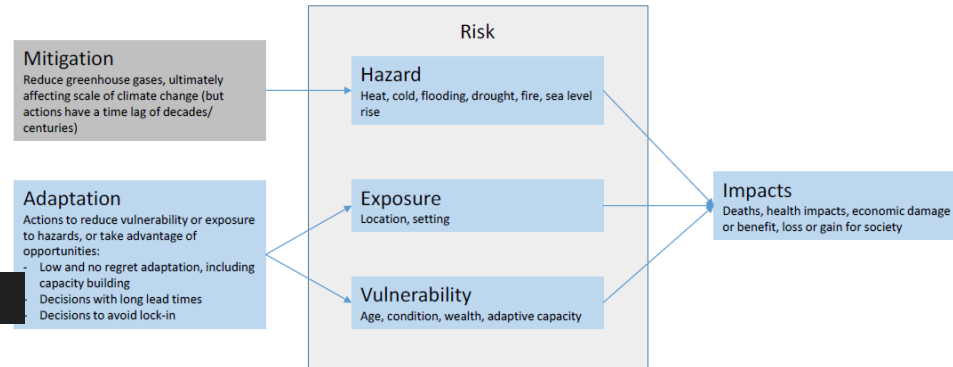 Risk
Mitigation
Reduce greenhouse gases, ultimately
affecting scale of climate change (but
actions have a time lag of decades/
centuries)
Hazard
Heat, cold, flooding, drought, fire, sea level
rise
Adaptation
Actions to reduce vulnerability or exposure
to hazards, or take advantage of
opportunities:
- Low and no regret adaptation, including
capacity building
Decisions with long lead times
- Decisions to avoid lock-in
Exposure
Location, setting
Vulnerability
Age, condition, wealth, adaptive capacity
Impacts
Deaths, health impacts, economic damage
or benefit, loss or gain for society